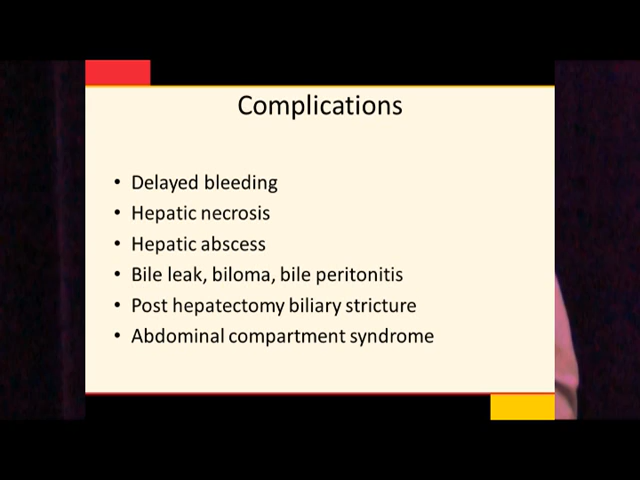 Complications
• Delayed bleeding
• Hepatic necrosis
• Hepatic abscess
• Bile leak, biloma, bile peritonitis
• Post hepatectomy biliary stricture
• Abdominal compartment syndrome